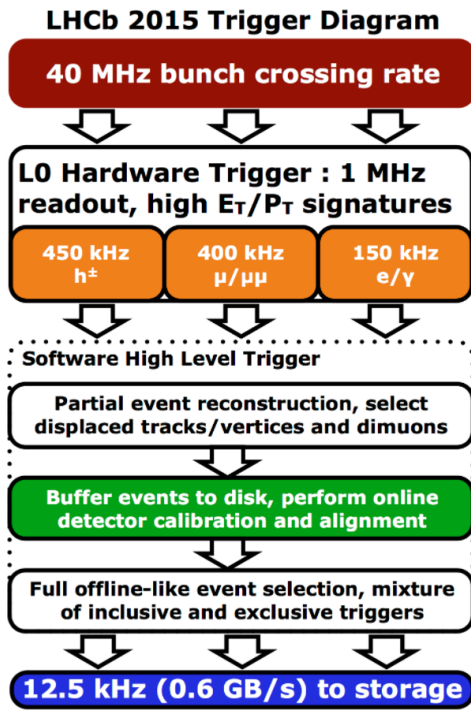 LHCb 2015 Trigger Diagram
40 MHz bunch crossing rate
L0 Hardware Trigger : 1 MHz
readout, high ET/PT signatures
450 kHz
h±
400 kHz
µ/µµ
150 kHz
e/γ
Software High Level Trigger
Partial event reconstruction, select
displaced tracks/vertices and dimuons
Buffer events to disk, perform online
detector calibration and alignment
Full offline-like event selection, mixture
of inclusive and exclusive triggers
12.5 kHz (0.6 GB/s) to storage